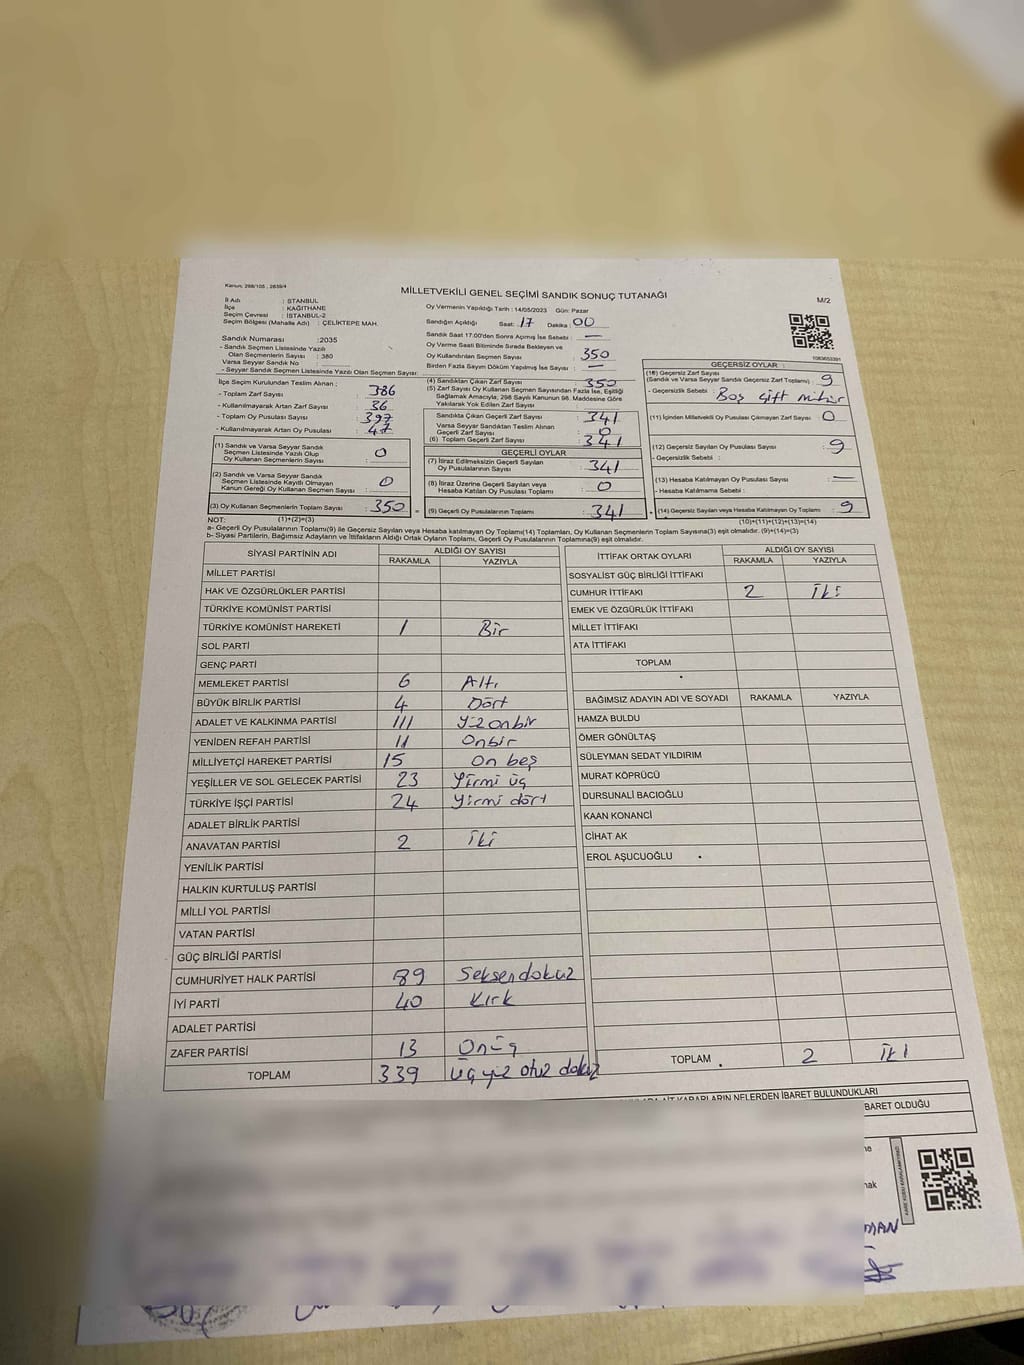 Kanun: 298/105 , 2839/4
MİLLETVEKİLİ GENEL SEÇİMİ SANDIK SONUÇ TUTANAĞI
M/2
İl Adı : İSTANBUL
İlçe : KAĞITHANE
Seçim Çevresi : İSTANBUL-2
Seçim Bölgesi (Mahalle Adı) : ÇELİKTEPE MAH.
Sandık Numarası :2035
- Sandık Seçmen Listesinde Yazılı
Olan Seçmenlerin Sayısı : 380
Varsa Seyyar Sandık No :
- Seyyar Sandık Seçmen Listesinde Yazılı Olan Seçmen Sayısı:
İlçe Seçim Kurulundan Teslim Alınan ;
- Toplam Zarf Sayısı : 386
- Kullanılmayarak Artan Zarf Sayısı : 36
- Toplam Oy Pusulası Sayısı : 397
- Kullanılmayarak Artan Oy Pusulası : 47
(1) Sandık ve Varsa Seyyar Sandık
Seçmen Listesinde Yazılı Olup
Oy Kullanan Seçmenlerin Sayısı : 0
(2) Sandık ve Varsa Seyyar Sandık
Seçmen Listesinde Kayıtlı Olmayan
Kanun Gereği Oy Kullanan Seçmen Sayısı : 0
(3) Oy Kullananların Seçmenlerin Toplam Sayısı : 350
Oy Vermenin Yapıldığı Tarih : 14/05/2023 Gün: Pazar
Sandığın Açıldığı Saat: 17 Dakika : 00
Sandık Saat 17:00'den Sonra Açılmış İse Sebebi : —
Oy Verme Saati Bitiminde Sırada Bekleyen ve
Oy Kullandırılan Seçmen Sayısı : 350
Birden Fazla Sayım Döküm Yapılmış İse Sayısı : —
(4) Sandıktan Çıkan Zarf Sayısı : 350
(5) Zarf Sayısı Oy Kullanan Seçmen Sayısından Fazla İse, Eşitliği
Sağlamak Amacıyla, 298 Sayılı Kanunun 98. Maddesine Göre
Yakılarak Yok Edilen Zarf Sayısı :
Sandıkta Çıkan Geçerli Zarf Sayısı : 341
Varsa Seyyar Sandıktan Teslim Alınan
Geçerli Zarf Sayısı : 0
(6) Toplam Geçerli Zarf Sayısı : 341
GEÇERLİ OYLAR
(7) İtiraz Edilmeksizin Geçerli Sayılan
Oy Pusulalarının Sayısı : 341
(8) İtiraz Üzerine Geçerli Sayılan veya
Hesaba Katılan Oy Pusulası Toplamı : 0
(9) Geçerli Oy Pusulalarının Toplamı : 341
1083653391
GEÇERSİZ OYLAR
(10) Geçersiz Zarf Sayısı
(Sandık ve Varsa Seyyar Sandık Geçersiz Zarf Toplamı) : 9
- Geçersizlik Sebebi : Boş çift mühür
(11) İçinden Milletvekili Oy Pusulası Çıkmayan Zarf Sayısı : 0
(12) Geçersiz Sayılan Oy Pusulası Sayısı : 9
- Geçersizlik Sebebi :
(13) Hesaba Katılmayan Oy Pusulası Sayısı : —
- Hesaba Katılmama Sebebi :
(14) Geçersiz Sayılan veya Hesaba Katılmayan Oy Toplamı : 9
NOT: (1)+(2)=(3)
(10)+(11)+(12)+(13)=(14)
a- Geçerli Oy Pusulalarının Toplamı(9) ile Geçersiz Sayılan veya Hesaba katılmayan Oy Toplamı(14) Toplamları, Oy Kullanan Seçmenlerin Toplam Sayısına(3) eşit olmalıdır. (9)+(14)=(3)
b- Siyasi Partilerin, Bağımsız Adayların ve İttifakların Aldığı Ortak Oyların Toplamı, Geçerli Oy Pusulalarının Toplamına(9) eşit olmalıdır.
SİYASİ PARTİNİN ADI ALDIĞI OY SAYISI
RAKAMLA YAZIYLA
MİLLET PARTİSİ
HAK VE ÖZGÜRLÜKLER PARTİSİ
TÜRKİYE KOMÜNİST PARTİSİ
TÜRKİYE KOMÜNİST HAREKETİ 1 Bir
SOL PARTİ
GENÇ PARTİ
MEMLEKET PARTİSİ 6 Altı
BÜYÜK BİRLİK PARTİSİ 4 Dört
ADALET VE KALKINMA PARTİSİ 111 Yüzonbir
YENİDEN REFAH PARTİSİ 11 Onbir
MİLLİYETÇİ HAREKET PARTİSİ 15 On beş
YEŞİLLER VE SOL GELECEK PARTİSİ 23 Yirmi üç
TÜRKİYE İŞÇİ PARTİSİ 24 Yirmi dört
ADALET BİRLİK PARTİSİ
ANAVATAN PARTİSİ 2 İki
YENİLİK PARTİSİ
HALKIN KURTULUŞ PARTİSİ
MİLLİ YOL PARTİSİ
VATAN PARTİSİ
GÜÇ BİRLİĞİ PARTİSİ
CUMHURİYET HALK PARTİSİ 89 Seksendokuz
İYİ PARTİ 40 Kırk
ADALET PARTİSİ
ZAFER PARTİSİ 13 Onüç
TOPLAM 339 Üçyüz otuz dokuz
İTTİFAK ORTAK OYLARI ALDIĞI OY SAYISI
RAKAMLA YAZIYLA
SOSYALİST GÜÇ BİRLİĞİ İTTİFAKI
CUMHUR İTTİFAKI 2 İki
EMEK VE ÖZGÜRLÜK İTTİFAKI
MİLLET İTTİFAKI
ATA İTTİFAKI
TOPLAM
BAĞIMSIZ ADAYIN ADI VE SOYADI RAKAMLA YAZIYLA
HAMZA BULDU
ÖMER GÖNÜLTAŞ
SÜLEYMAN SEDAT YILDIRIM
MURAT KÖPRÜCÜ
DURSUNALİ BACIOĞLU
KAAN KONANCİ
CİHAT AK
EROL AŞUCUOĞLU
TOPLAM 2 İki
KARARLARIN NELERDEN İBARET BULUNDUKLARI
BARET OLDUĞU